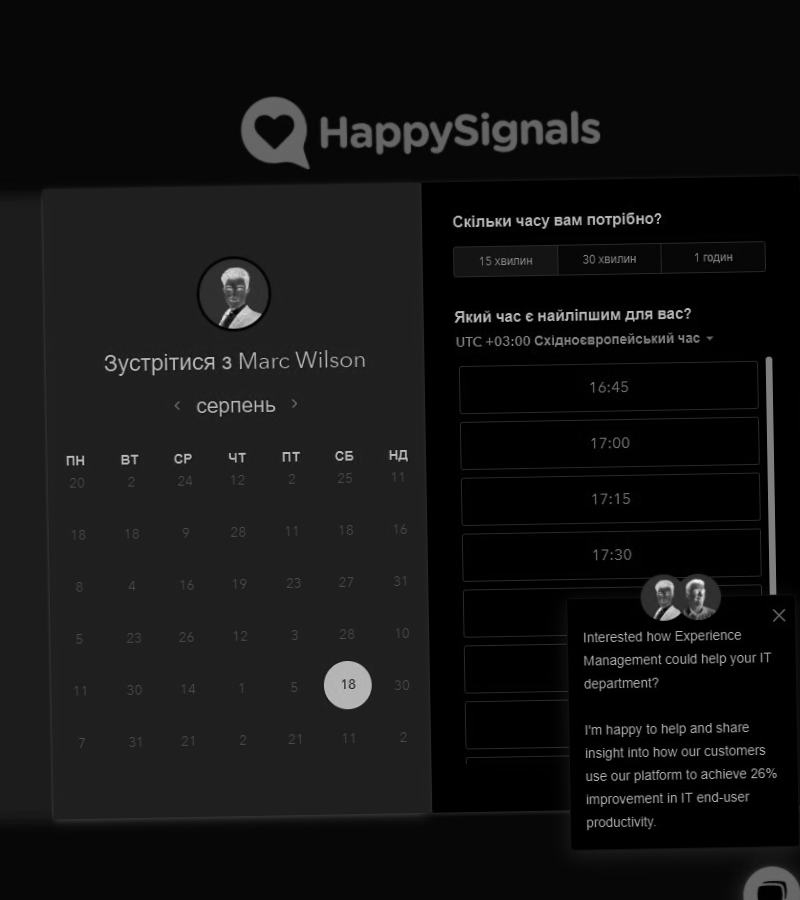 HappySignals
Скільки часу вам потрібно?
15 хвилин 30 хвилин 1 годин
Який час є найліпшим для вас?
UTC +03:00 Східноєвропейський час
16:45
17:00
17:15
17:30
Зустрітися з Marc Wilson
серпень
ПН ВТ СР ЧТ ПТ СБ НД
20 2 24 12 2 25 11
18 18 9 28 11 18 16
8 4 16 19 23 27 31
5 23 26 12 3 28 10
11 30 14 1 5 18 30
7 31 21 2 21 11 2
Interested how Experience
Management could help your IT
department?
I'm happy to help and share
insight into how our customers
use our platform to achieve 26%
improvement in IT end-user
productivity.